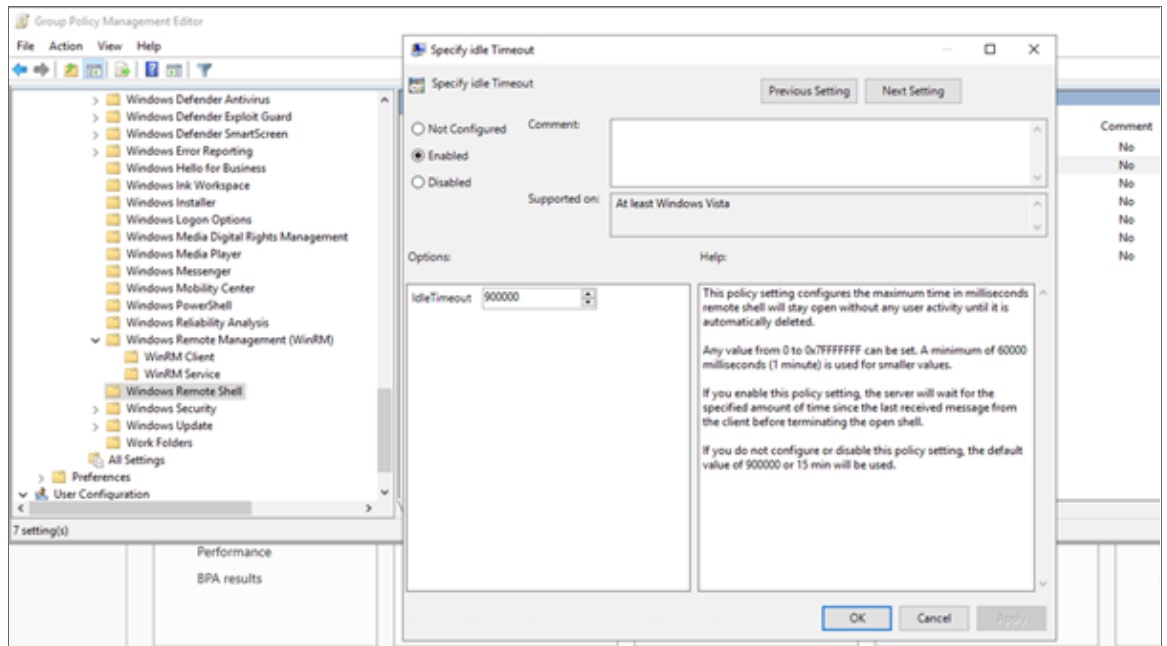 Group Policy Management Editor
File Action View Help
Windows Defender Antivirus
Windows Defender Exploit Guard
Windows Defender SmartScreen
Windows Error Reporting
Windows Hello for Business
Windows Ink Workspace
Windows Installer
Windows Logon Options
Windows Media Digital Rights Management
Windows Media Player
Windows Messenger
Windows Mobility Center
Windows PowerShell
Windows Reliability Analysis
Windows Remote Management (WinRM)
WinRM Client
WinRM Service
Windows Remote Shell
Windows Security
Windows Update
Work Folders
All Settings
Preferences
User Configuration
7 setting(s)
Performance
BPA results
Specify idle Timeout
Specify idle Timeout
Previous Setting
Next Setting
Not Configured
Enabled
Disabled
Comment:
Supported on:
At least Windows Vista
Options:
Help:
IdleTimeout 900000
This policy setting configures the maximum time in milliseconds
remote shell will stay open without any user activity until it is
automatically deleted.
Any value from 0 to 0x7FFFFFFF can be set. A minimum of 60000
milliseconds (1 minute) is used for smaller values.
If you enable this policy setting, the server will wait for the
specified amount of time since the last received message from
the client before terminating the open shell.
If you do not configure or disable this policy setting, the default
value of 900000 or 15 min will be used.
OK
Cancel
Apply
Comment
No
No
No
No
No
No
No